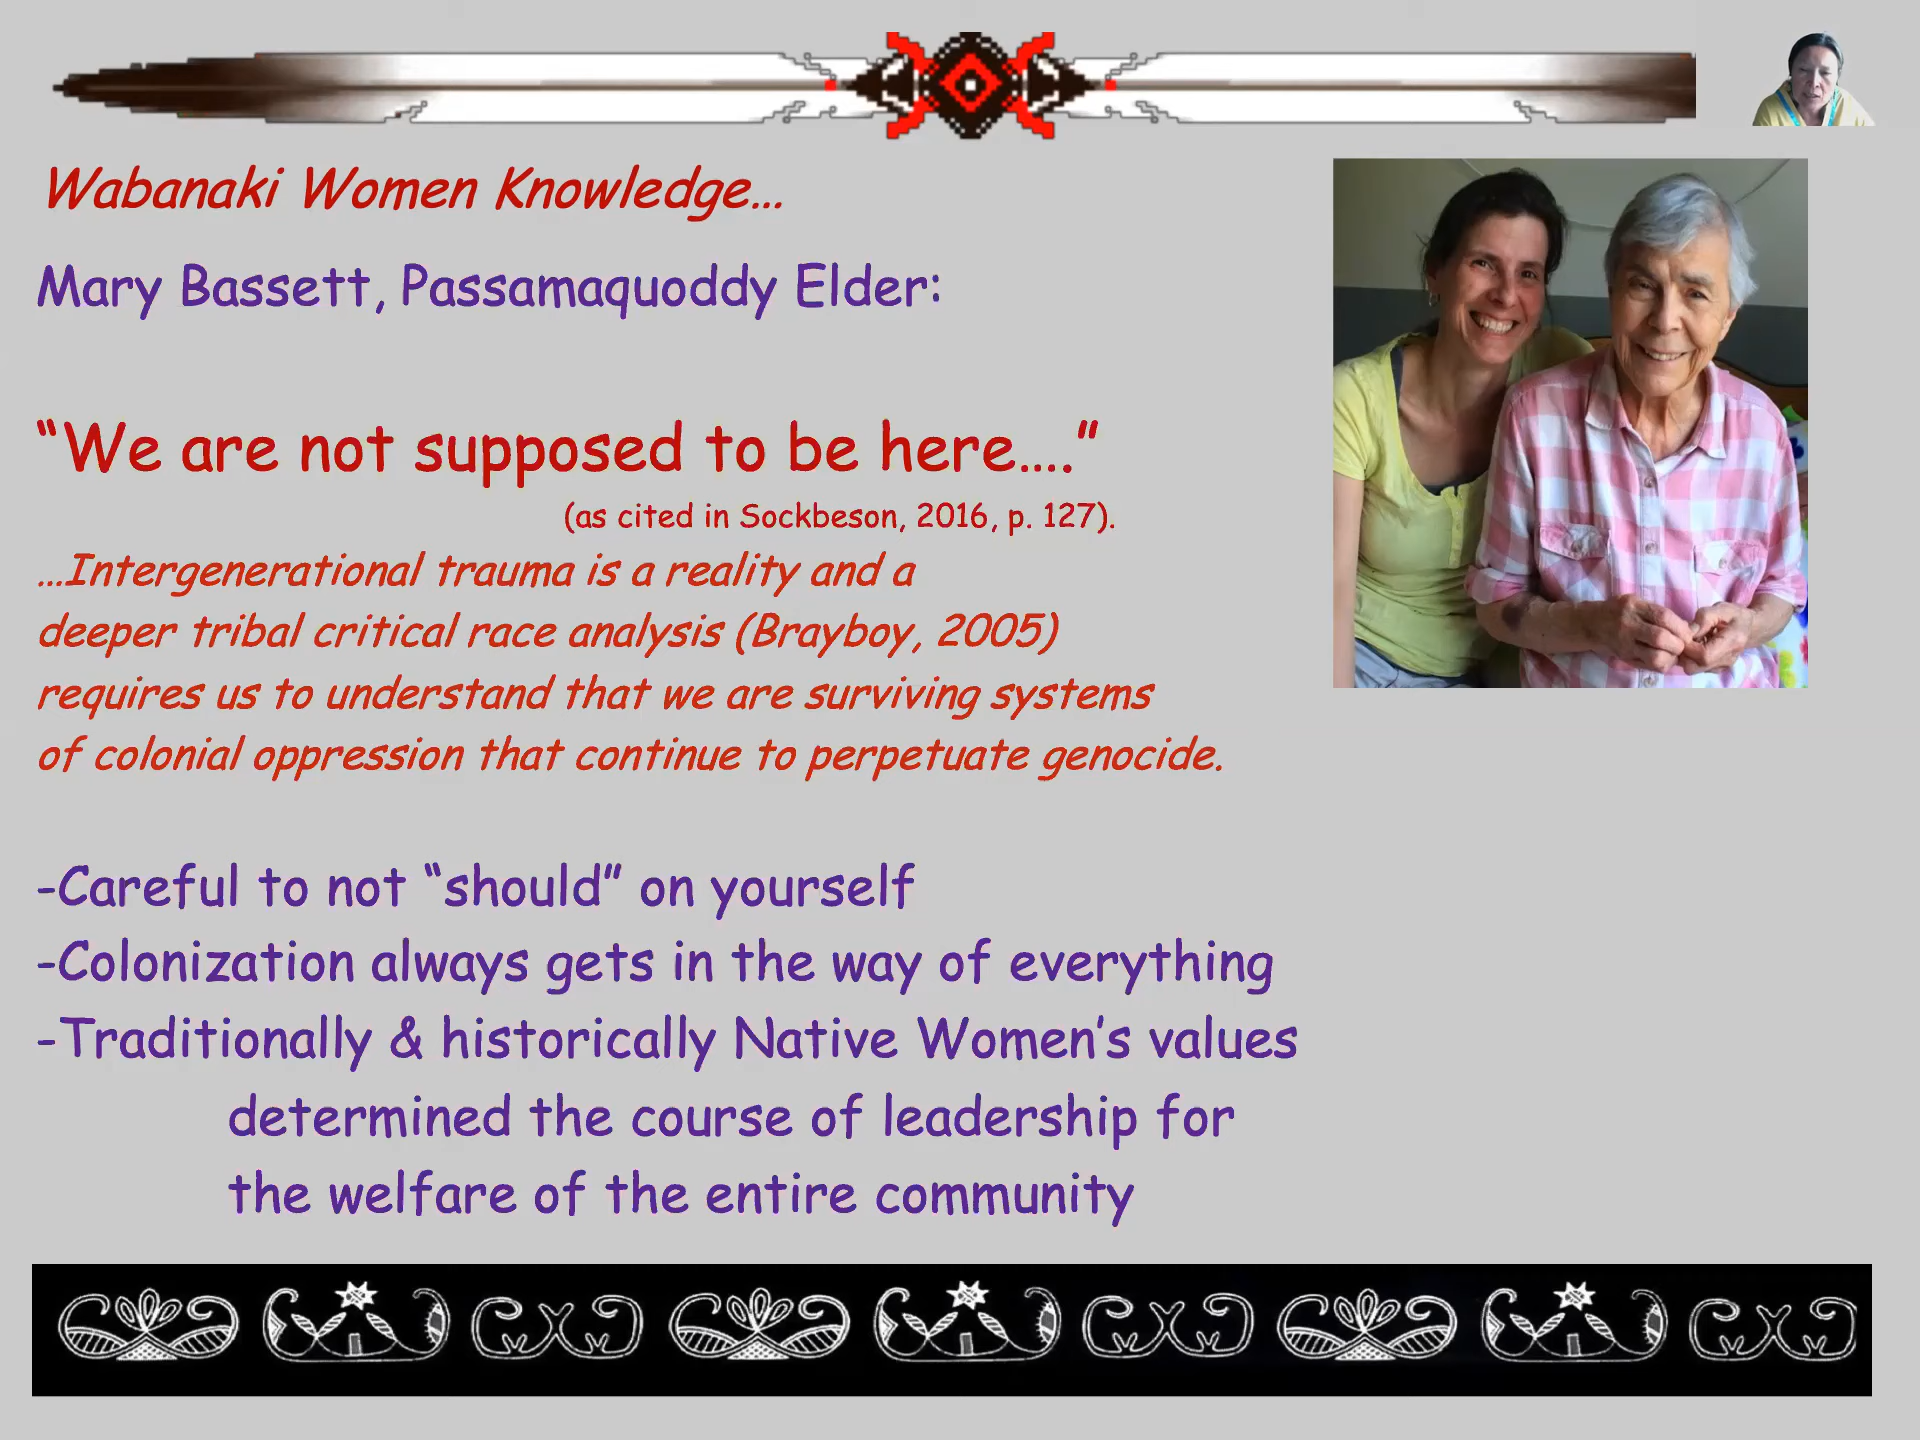 Wabanaki Women Knowledge...
Mary Bassett, Passamaquoddy Elder:
“We are not supposed to be here....”
(as cited in Sockbeson, 2016, p. 127).
...Intergenerational trauma is a reality and a
deeper tribal critical race analysis (Brayboy, 2005)
requires us to understand that we are surviving systems
of colonial oppression that continue to perpetuate genocide.
-Careful to not “should” on yourself
-Colonization always gets in the way of everything
-Traditionally & historically Native Women’s values
determined the course of leadership for
the welfare of the entire community